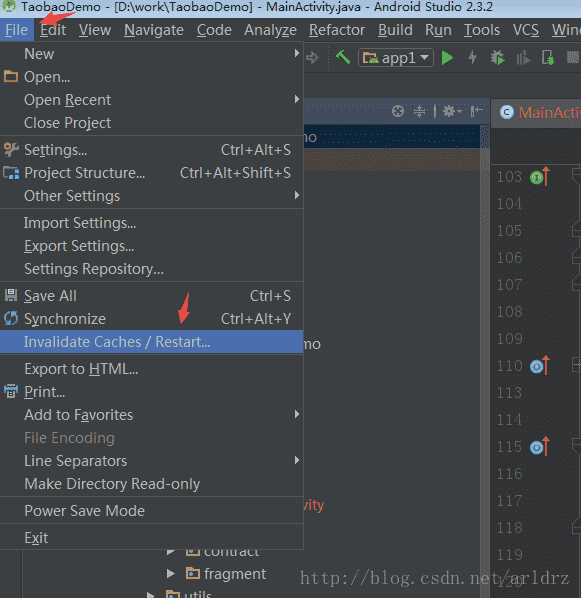 TaobaoDemo - [D:\work\TaobaoDemo] - MainActivity.java - Android Studio 2.3.2
File Edit View Navigate Code Analyze Refactor Build Run Tools VCS
New
app1
Open...
Open Recent
Close Project
MainActiv
Settings... Ctrl+Alt+S
Project Structure... Ctrl+Alt+Shift+S
Other Settings
Import Settings...
Export Settings...
Settings Repository...
Save All Ctrl+S
Synchronize Ctrl+Alt+Y
Invalidate Caches / Restart...
Export to HTML...
Print...
Add to Favorites
File Encoding
Line Separators
Make Directory Read-only
Power Save Mode
Exit
contract
fragment
utils
103
104
105
106
107
108
109
110
113
114
115
116
117
118
119
120
http://blog.csdn.net/arldrz